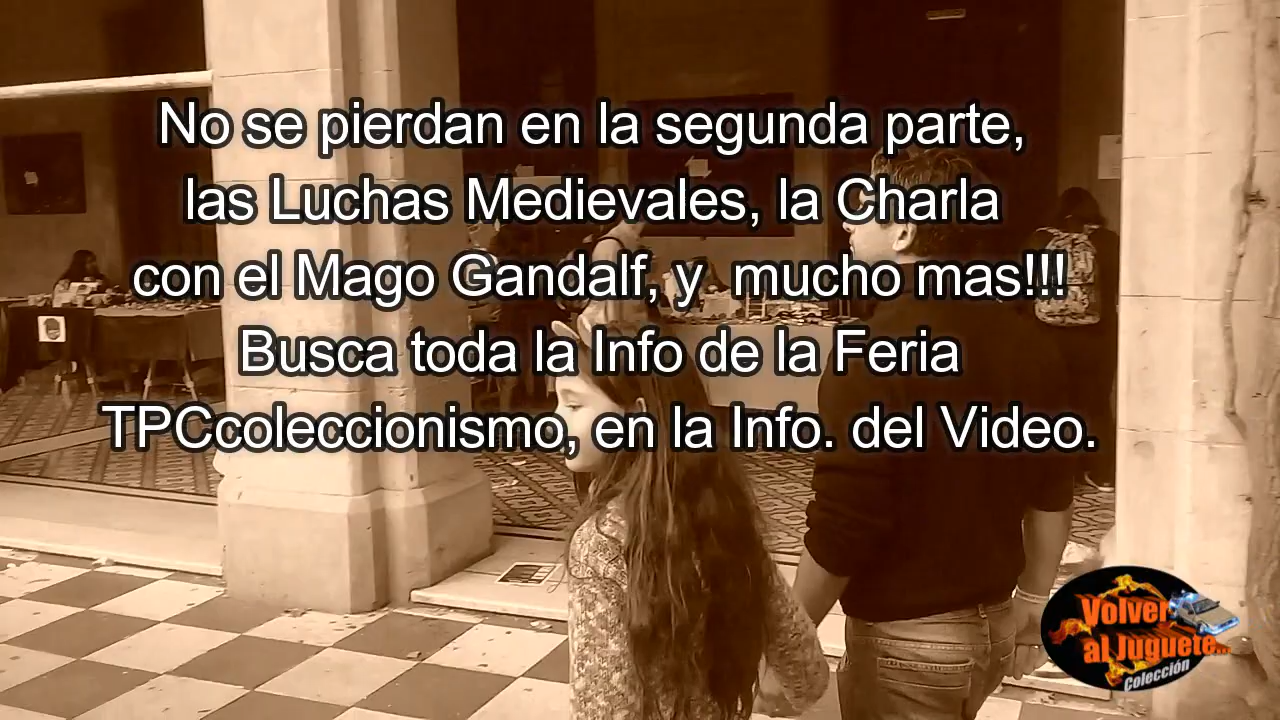 No se pierdan en la segunda parte,
las Luchas Medievales, la Charla
con el Mago Gandalf, y  mucho mas!!!
Busca toda la Info de la Feria
TPCcoleccionismo, en la Info. del Video.
Volver
al Juguete...
Colección